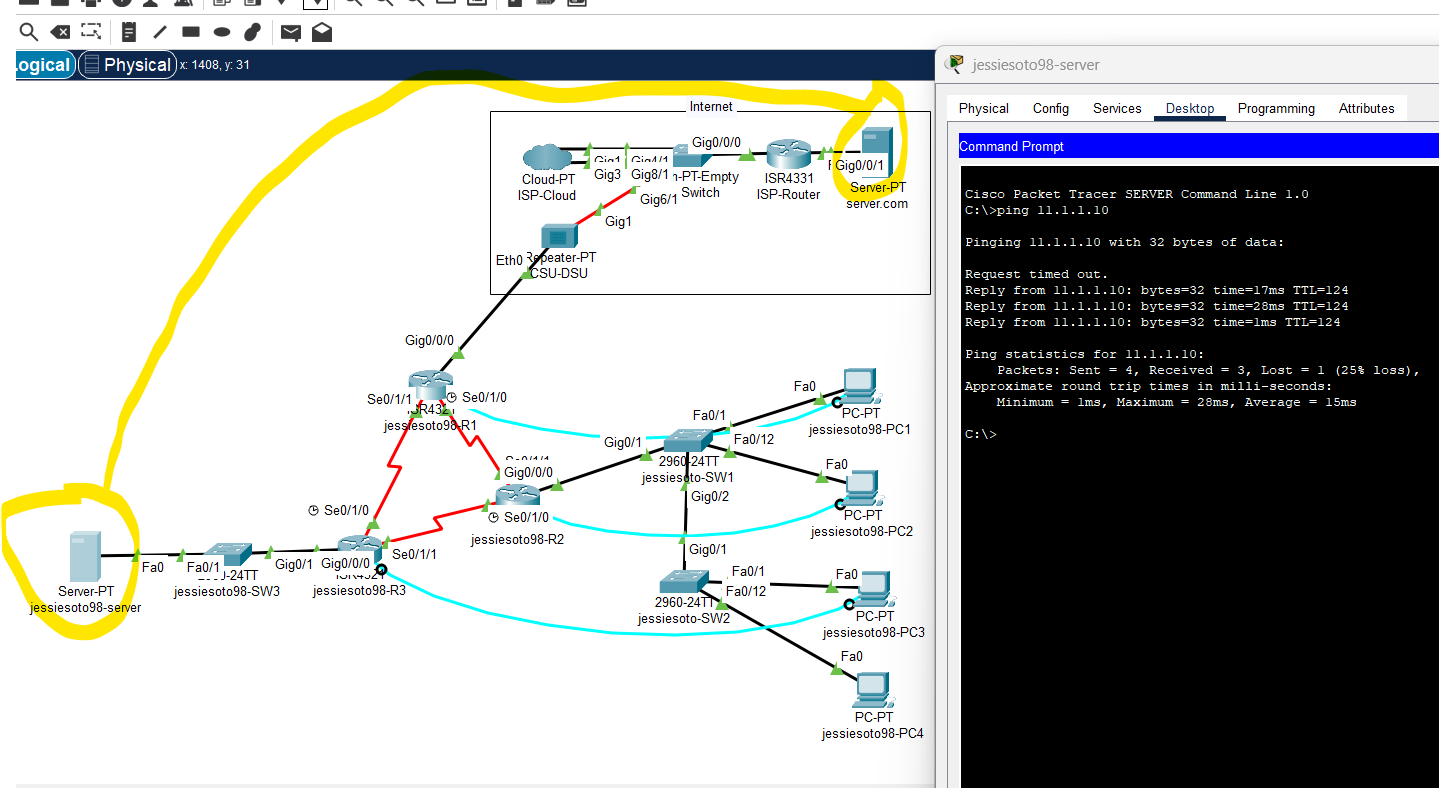 ogical
Physical
x: 1408, y: 31
Internet
Gig0/0/0
Gig1
Gig4/1
Gig3
Gig8/1
Cloud-PT
ISP-Cloud
n-PT-Empty
Switch
ISR4331
ISP-Router
Gig0/0/1
Server-PT
server.com
Gig6/1
Gig1
Eth0
Repeater-PT
CSU-DSU
Gig0/0/0
Se0/1/1
Se0/1/0
ISR4321
jessiesoto98-R1
Fa0
PC-PT
jessiesoto98-PC1
Fa0/1
Fa0/12
Gig0/1
2960-24TT
jessiesoto-SW1
Gig0/2
Fa0
PC-PT
jessiesoto98-PC2
Gig0/0/0
Se0/1/0
jessiesoto98-R2
Se0/1/0
Se0/1/1
Gig0/0/0
jessiesoto98-R3
Gig0/1
Fa0/1
jessiesoto98-SW3
Fa0
Server-PT
jessiesoto98-server
Gig0/1
Fa0/1
Fa0/12
2960-24TT
jessiesoto-SW2
Fa0
PC-PT
jessiesoto98-PC3
Fa0
PC-PT
jessiesoto98-PC4
jessiesoto98-server
Physical Config Services Desktop Programming Attributes
Command Prompt
Cisco Packet Tracer SERVER Command Line 1.0
C:\>ping 11.1.1.10
Pinging 11.1.1.10 with 32 bytes of data:
Request timed out.
Reply from 11.1.1.10: bytes=32 time=17ms TTL=124
Reply from 11.1.1.10: bytes=32 time=28ms TTL=124
Reply from 11.1.1.10: bytes=32 time=1ms TTL=124
Ping statistics for 11.1.1.10:
Packets: Sent = 4, Received = 3, Lost = 1 (25% loss),
Approximate round trip times in milli-seconds:
Minimum = 1ms, Maximum = 28ms, Average = 15ms
C:\>